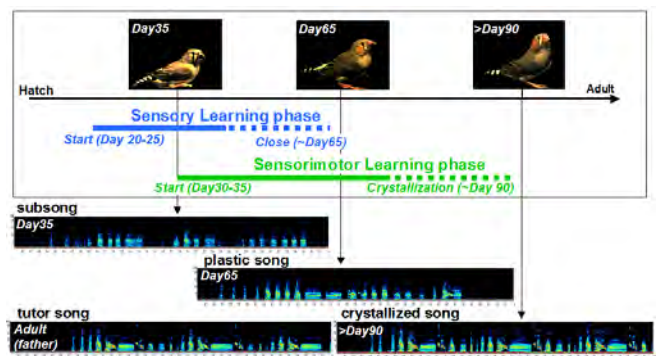 Day35
Day65
>Day90
Hatch
Adult
Sensory Learning phase
Start (Day 20-25)
Close (~Day65)
Sensorimotor Learning phase
Start (Day30-35)
Crystallization (~Day 90)
subsong
Day35
plastic song
Day65
tutor song
Adult
(father)
crystallized song
>Day90